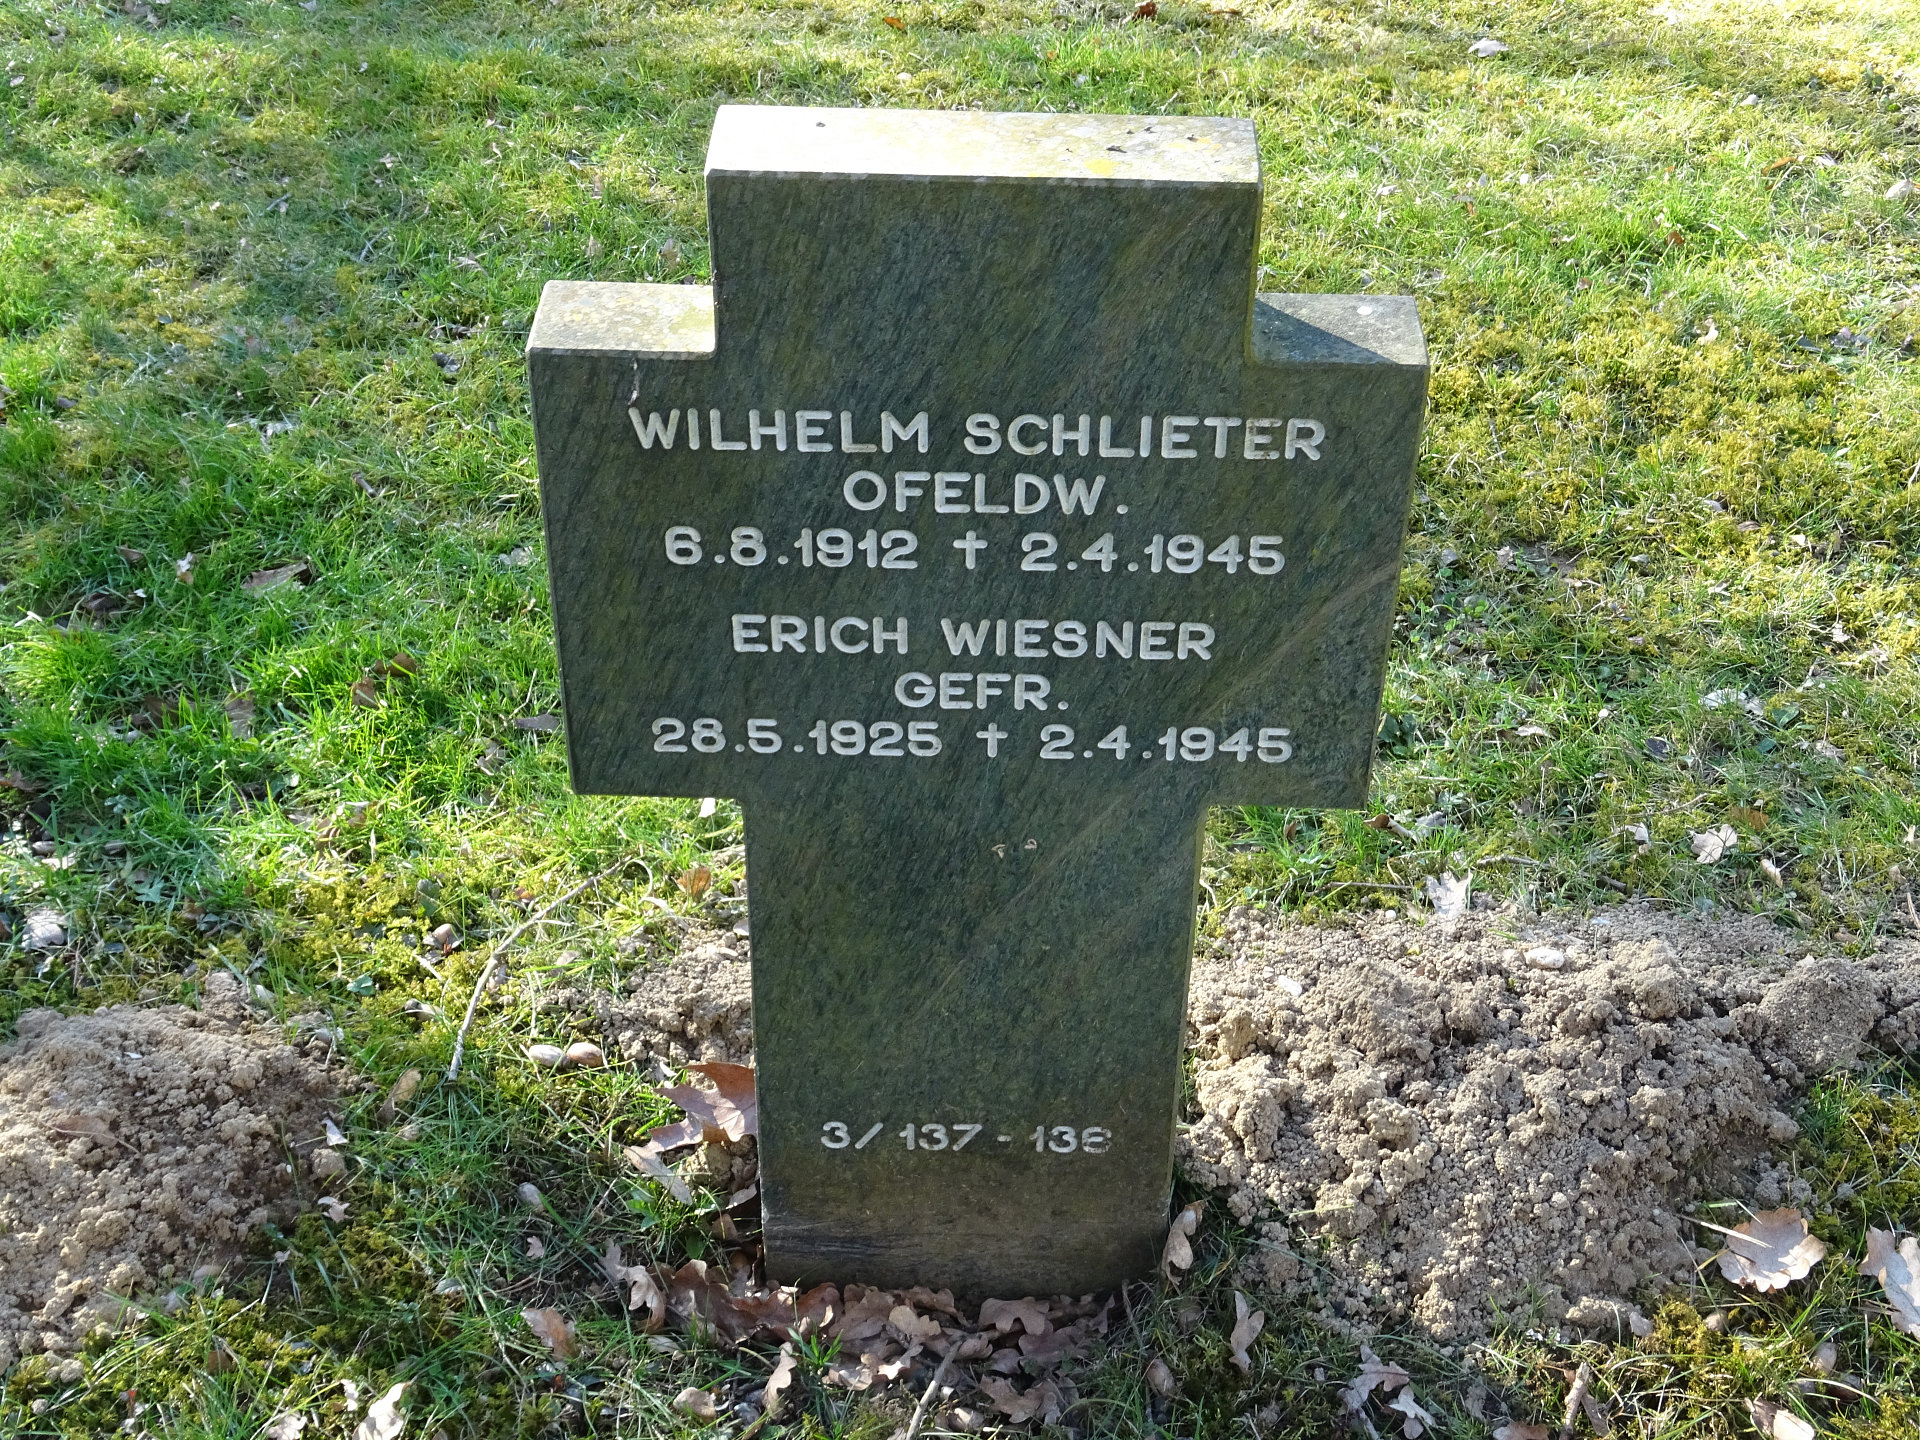 WILHELM SCHLIETER
OFELDW.
6.8.1912 † 2.4.1945
ERICH WIESNER
GEFR.
28.5.1925 † 2.4.1945
3/137-138